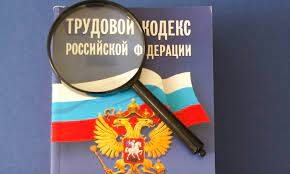 ТРУДОВОЙ КОДЕКС
РОССИЙСКОЙ ФЕДЕРАЦИИ